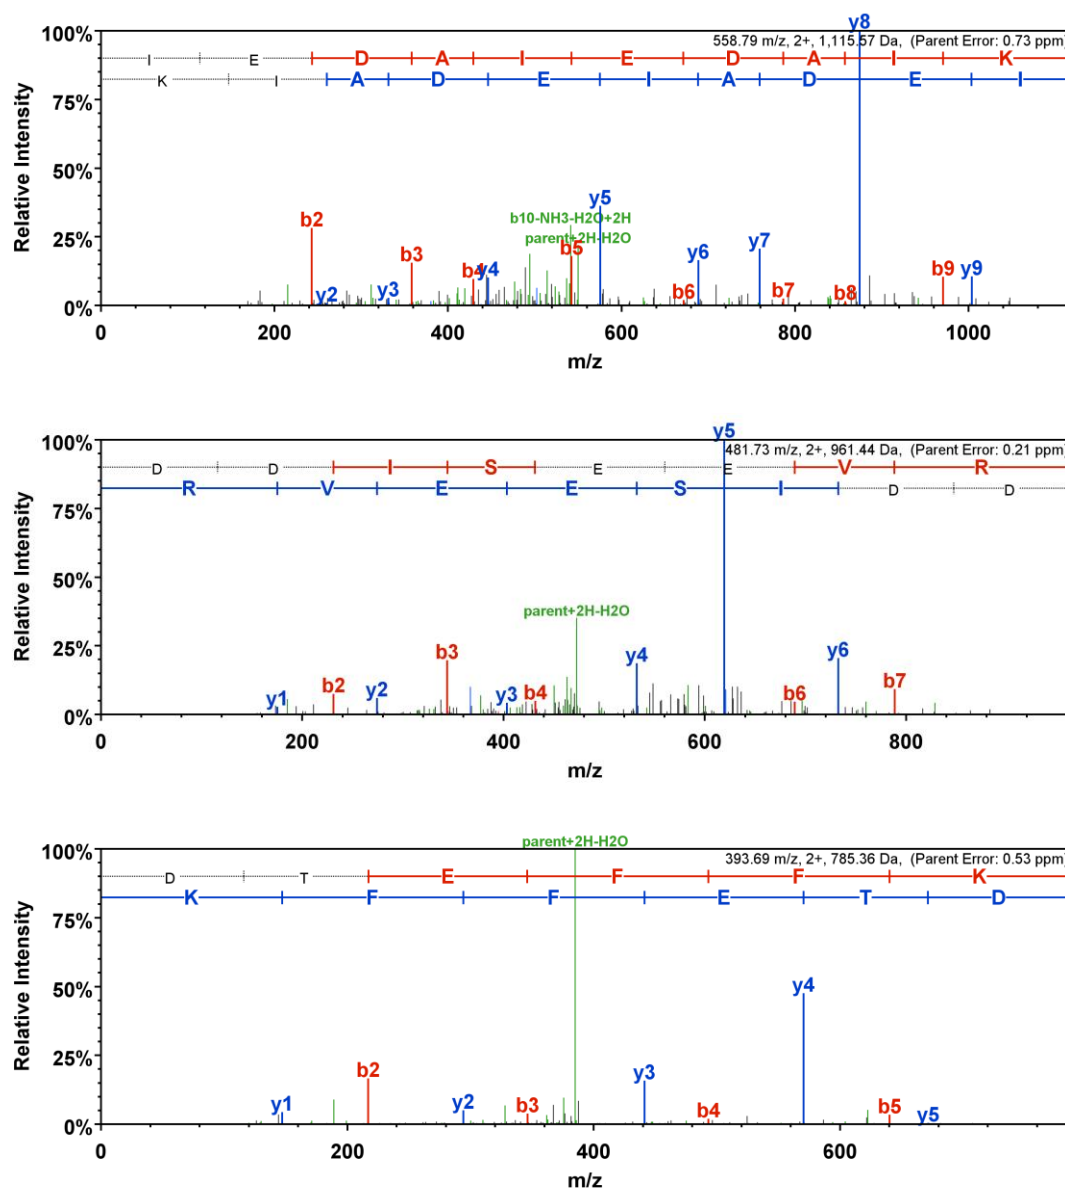 y8
100%
558.79 m/z, 2+, 1,115.57 Da, (Parent Error: 0.73 ppm)
I E D A I E D A I K
K I A D E I A D E I
75%
Relative Intensity
50%
y5
b10-NH3-H2O+2H
parent+2H-H2O
b2
25%
b3 b4 y4 b5 y6 y7 b9 y9
y2 y3 b6 b7 b8
0%
0 200 400 600 800 1000
m/z
y5
100%
481.73 m/z, 2+, 961.44 Da, (Parent Error: 0.21 ppm)
D D I S E E V R
R V E E S I D D
75%
Relative Intensity
50%
parent+2H-H2O
25%
b3 y4 y6
y1 b2 y2 y3 b4 b6 b7
0%
0 200 400 600 800
m/z
parent+2H-H2O
100%
393.69 m/z, 2+, 785.36 Da, (Parent Error: 0.53 ppm)
D T E F F K
K F F E T D
75%
Relative Intensity
50%
y4
25%
b2 y3
y1 y2 b3 b4 b5 y5
0%
0 200 400 600
m/z